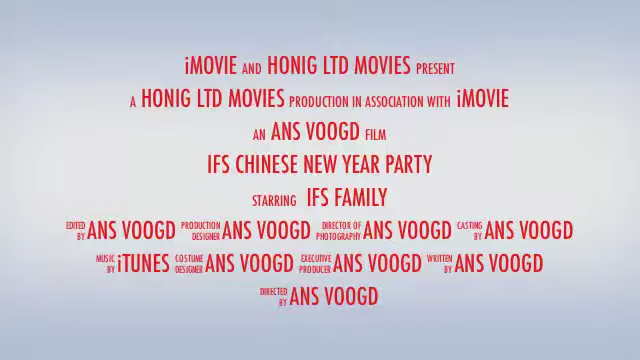 iMOVIE AND HONIG LTD MOVIES PRESENT
A HONIG LTD MOVIES PRODUCTION IN ASSOCIATION WITH iMOVIE
AN ANS VOOGD FILM
IFS CHINESE NEW YEAR PARTY
STARRING IFS FAMILY
EDITED BY ANS VOOGD PRODUCTION DESIGNER ANS VOOGD DIRECTOR OF PHOTOGRAPHY ANS VOOGD CASTING BY ANS VOOGD
MUSIC BY iTUNES COSTUME DESIGNER ANS VOOGD EXECUTIVE PRODUCER ANS VOOGD WRITTEN BY ANS VOOGD
DIRECTED BY ANS VOOGD